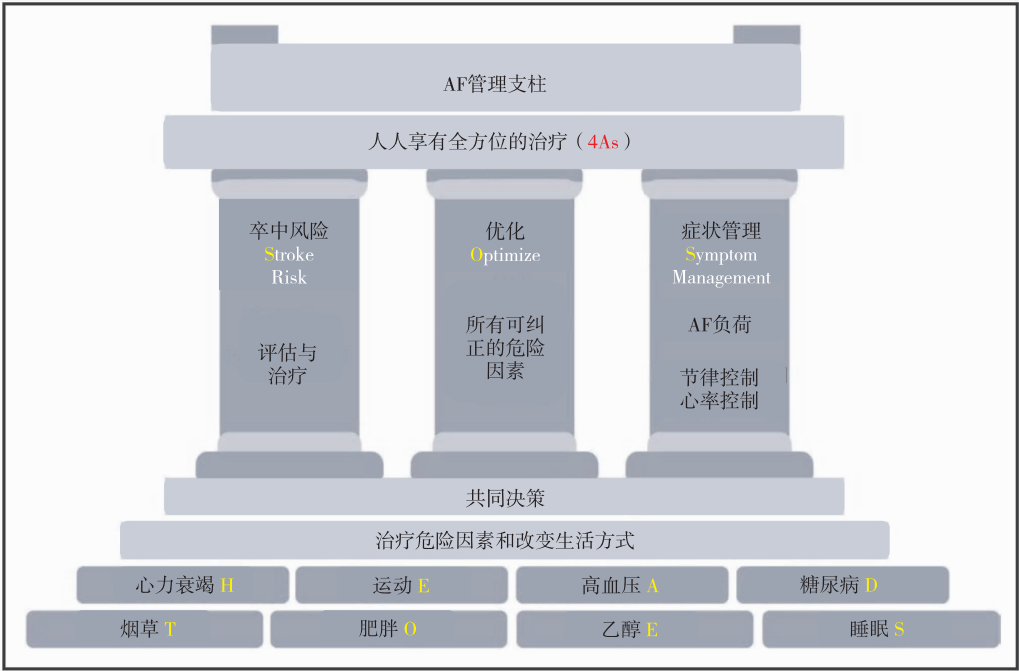 AF管理支柱
人人享有全方位的治疗（4As）
卒中风险
Stroke
Risk
评估与
治疗
优化
Optimize
所有可纠
正的危险
因素
症状管理
Symptom
Management
AF负荷
节律控制
心率控制
共同决策
治疗危险因素和改变生活方式
心力衰竭 H
运动 E
高血压 A
糖尿病 D
烟草 T
肥胖 O
乙醇 E
睡眠 S